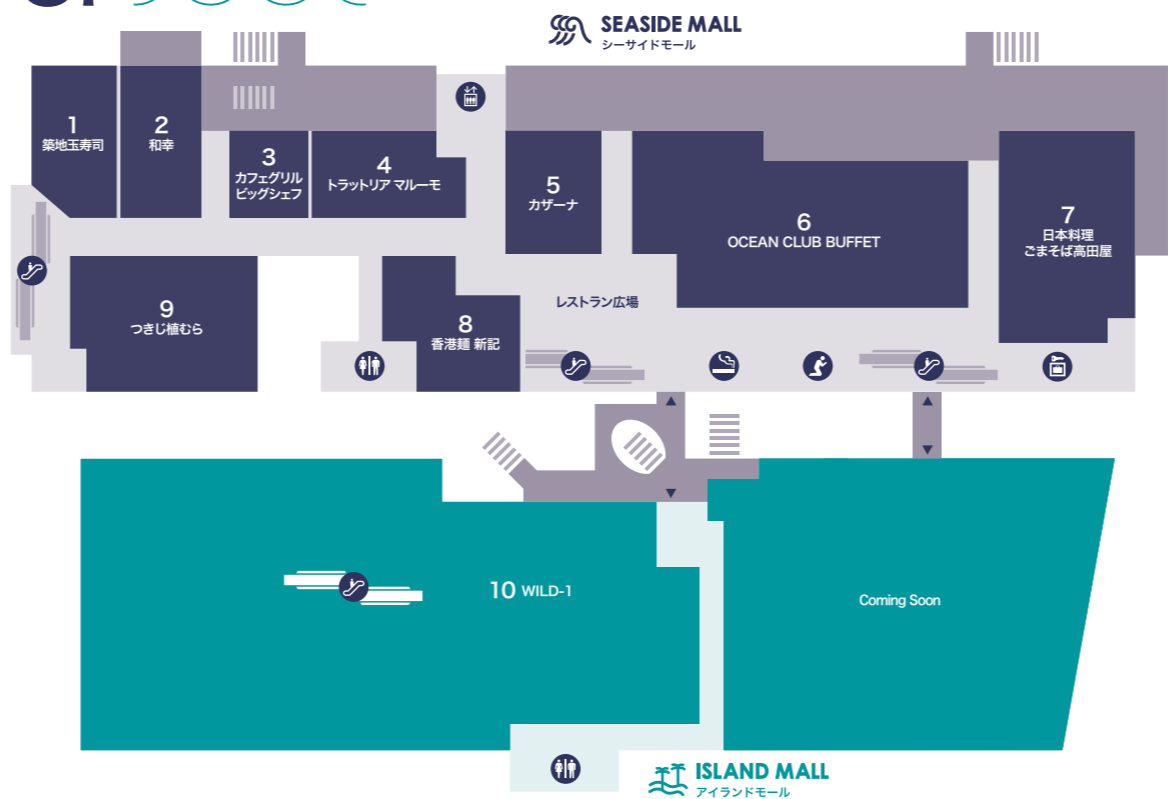 SEASIDE MALL
シーサイドモール
1
築地玉寿司
2
和幸
3
カフェグリル
ビッグシェフ
4
トラットリア マルーモ
5
カザーナ
6
OCEAN CLUB BUFFET
7
日本料理
ごまそば高田屋
9
つきじ植むら
8
香港麺 新記
レストラン広場
10 WILD-1
Coming Soon
ISLAND MALL
アイランドモール